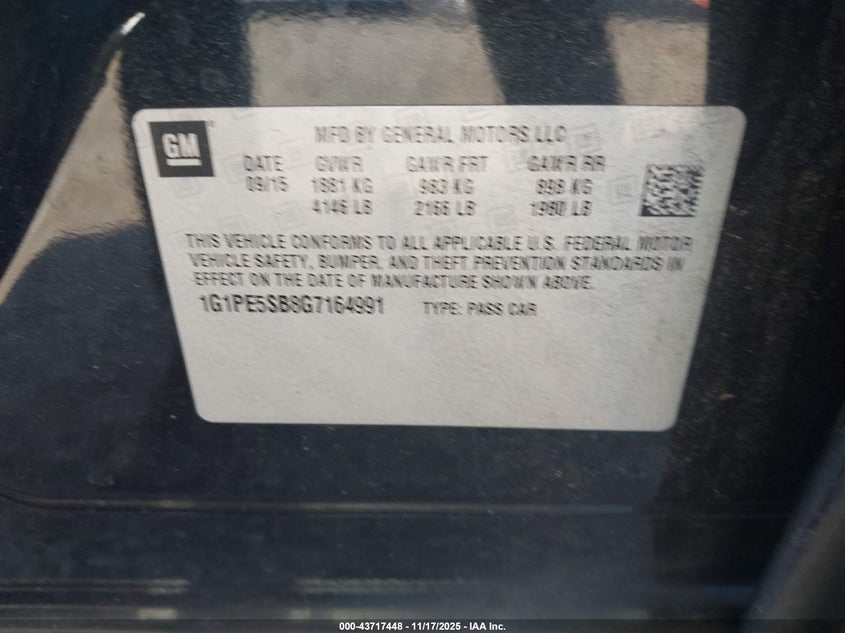 GM
MFD BY GENERAL MOTORS LLC
DATE GVWR GAWR FRT GAWR RR
09/15 1881 KG 983 KG 898 KG
4146 LB 2166 LB 1980 LB
THIS VEHICLE CONFORMS TO ALL APPLICABLE U.S. FEDERAL MOTOR
VEHICLE SAFETY, BUMPER, AND THEFT PREVENTION STANDARDS IN
EFFECT ON THE DATE OF MANUFACTURE SHOWN ABOVE.
1G1PE5SB8G7164991 TYPE: PASS CAR
000-43717448 - 11/17/2025 - IAA Inc.